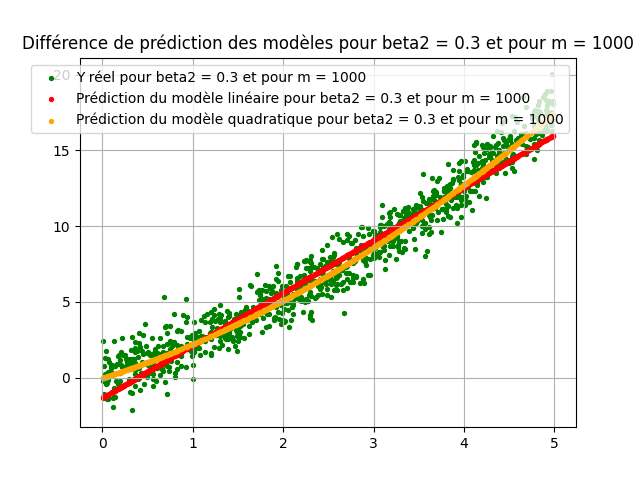 Différence de prédiction des modèles pour beta2 = 0.3 et pour m = 1000
Y réel pour beta2 = 0.3 et pour m = 1000
Prédiction du modèle linéaire pour beta2 = 0.3 et pour m = 1000
Prédiction du modèle quadratique pour beta2 = 0.3 et pour m = 1000
20
15
10
5
0
0 1 2 3 4 5